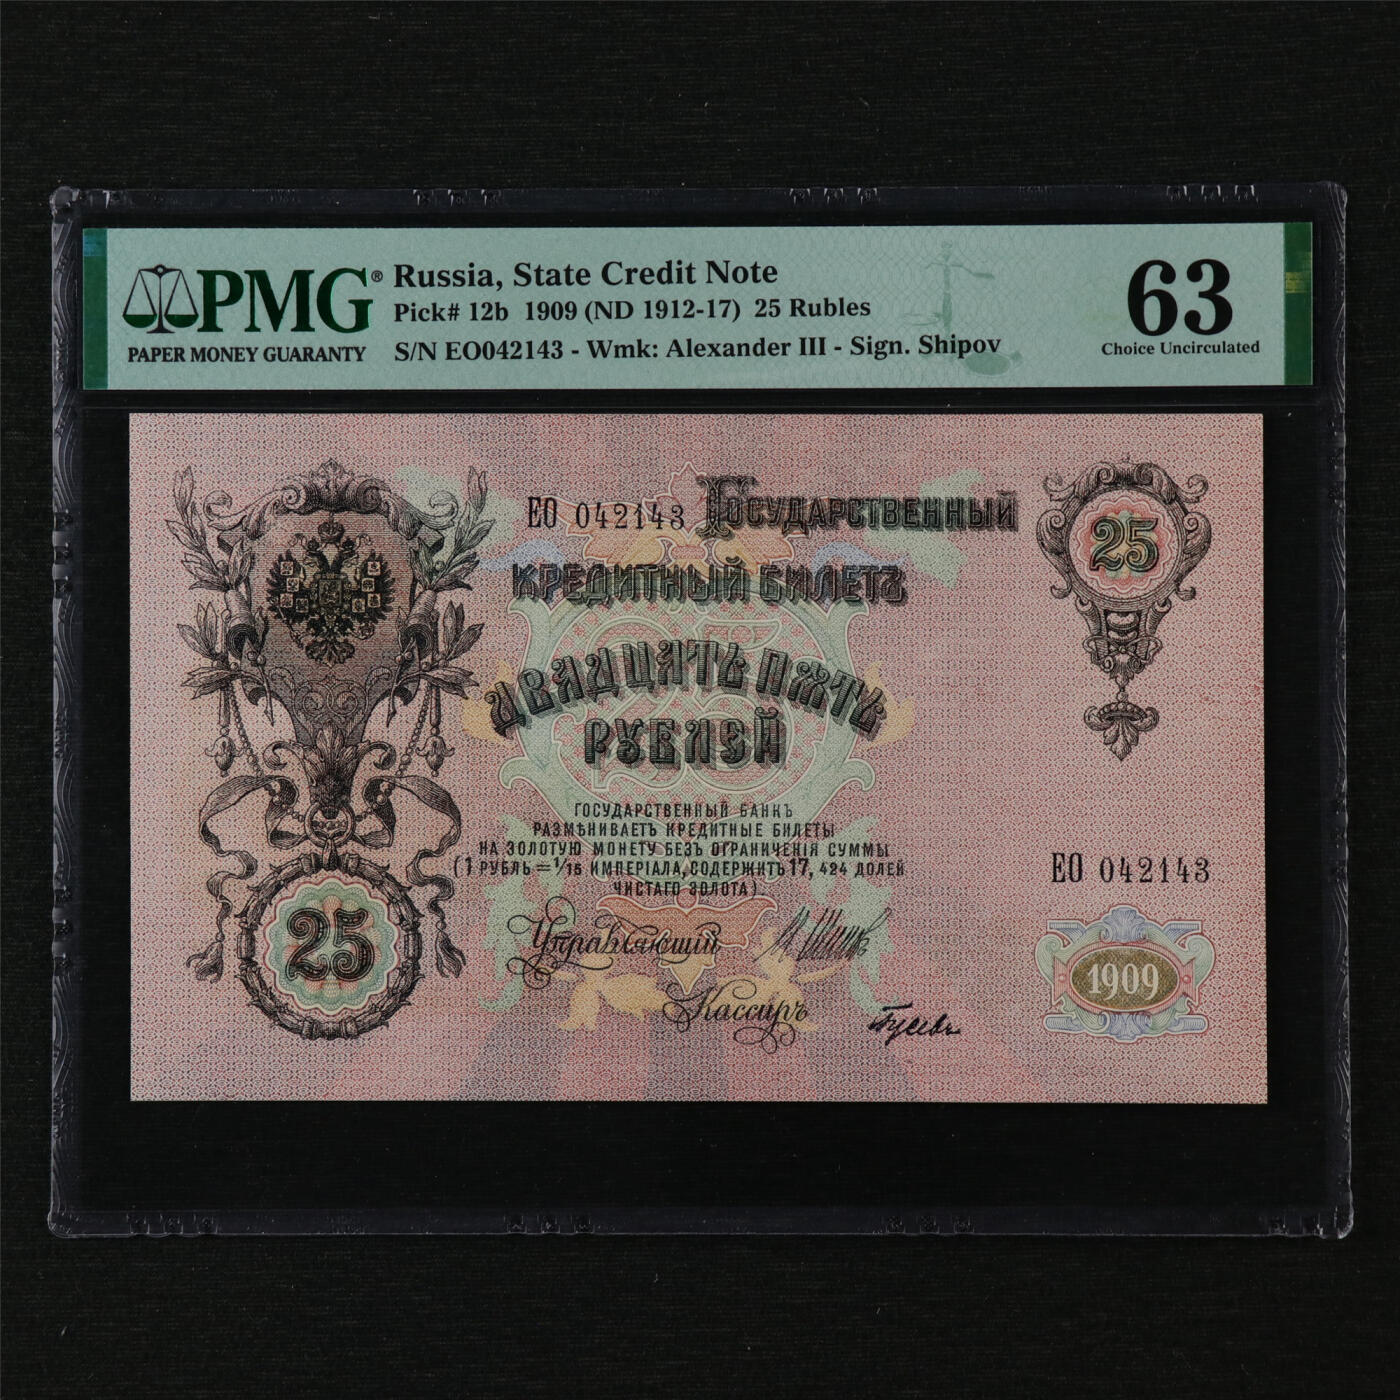 PMG®
PAPER MONEY GUARANTY
Russia, State Credit Note
Pick# 12b 1909 (ND 1912-17) 25 Rubles
S/N EO042143 - Wmk: Alexander III - Sign. Shipov
63
Choice Uncirculated
ЕО 042143 ГОСУДАРСТВЕННЫЙ
КРЕДИТНЫЙ БИЛЕТЪ
25
ДВАДЦАТЬ ПЯТЬ
РУБЛЕЙ
ГОСУДАРСТВЕННЫЙ БАНКЪ
РАЗМѢНИВАЕТЪ КРЕДИТНЫЕ БИЛЕТЫ
НА ЗОЛОТУЮ МОНЕТУ БЕЗЪ ОГРАНИЧЕНІЯ СУММЫ
(1 РУБЛЬ = 1/15 ИМПЕРІАЛА, СОДЕРЖИТЪ 17, 424 ДОЛЕЙ
ЧИСТАГО ЗОЛОТА).
ЕО 042143
25
Управляющій
Кассиръ
Гусевъ
1909